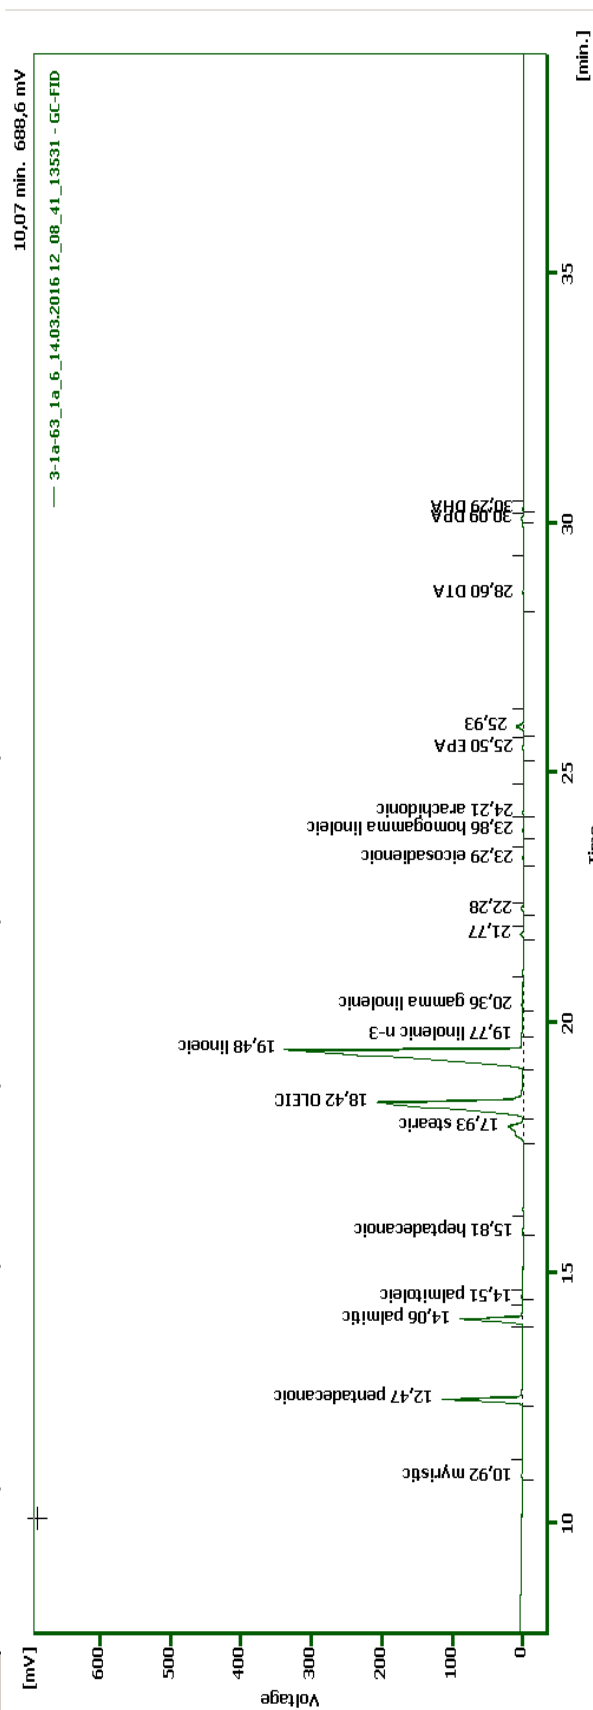 10,07 min. 688,6 mV
[mV]
3-1a-63_1a_6_14.03.2016 12_08_41_13531 - GC-FID
600
500
400
300
200
100
0
Voltage
10,92 myristic
12,47 pentadecanoic
14,06 palmitic
14,51 palmitoleic
15,81 heptadecanoic
17,93 stearic
18,42 OLEIC
19,48 linoeic
19,77 linolenic n-3
20,36 gamma linolenic
21,77
22,28
23,29 eicosadienoic
23,86 homogamma linoleic
24,21 arachidonic
25,50 EPA
25,93
28,60 DTA
30,09 DPA
30,29 DHA
10
15
20
25
30
35
[min.]